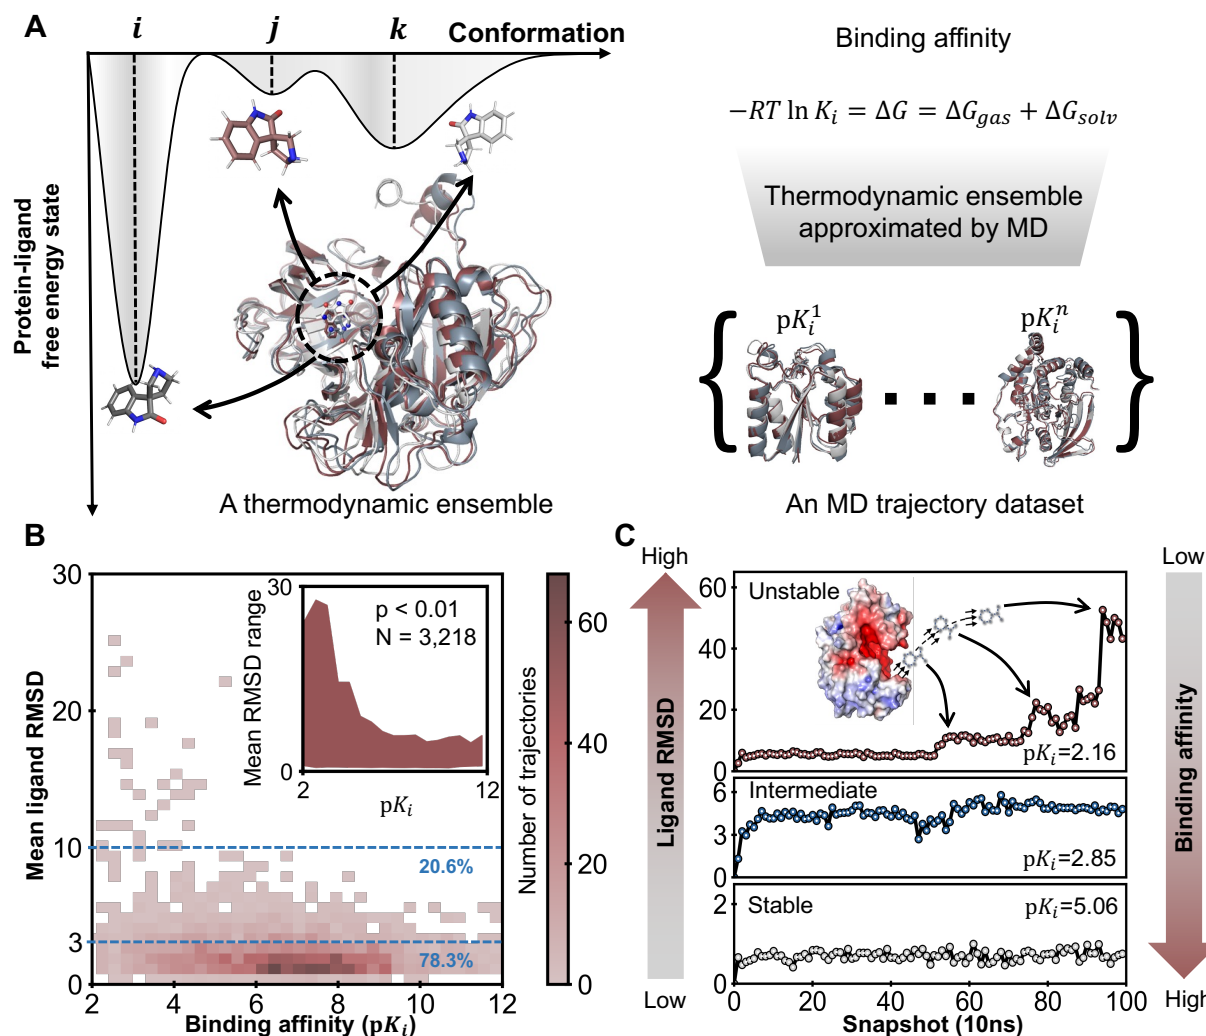 A
i
j
k
Conformation
Protein-ligand
free energy state
A thermodynamic ensemble
Binding affinity
−RT ln Kᵢ = ΔG = ΔG_gas + ΔG_solv
Thermodynamic ensemble
approximated by MD
{
pKᵢ¹
pKᵢⁿ
}
An MD trajectory dataset
B
Mean ligand RMSD
30
20
10
3
0
2
4
6
8
10
12
Binding affinity (pKᵢ)
20.6%
78.3%
Mean RMSD range
30
0
2
12
pKᵢ
p < 0.01
N = 3,218
Number of trajectories
60
40
20
0
C
High
Ligand RMSD
Low
Low
Binding affinity
High
60
40
20
0
Unstable
pKᵢ=2.16
6
3
0
Intermediate
pKᵢ=2.85
2
0
Stable
pKᵢ=5.06
0
20
40
60
80
100
Snapshot (10ns)